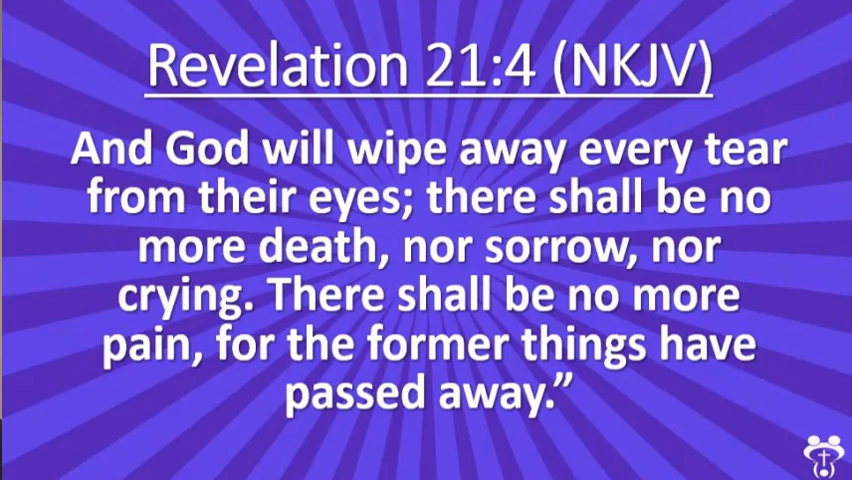 Revelation 21:4 (NKJV)
And God will wipe away every tear
from their eyes; there shall be no
more death, nor sorrow, nor
crying. There shall be no more
pain, for the former things have
passed away.”